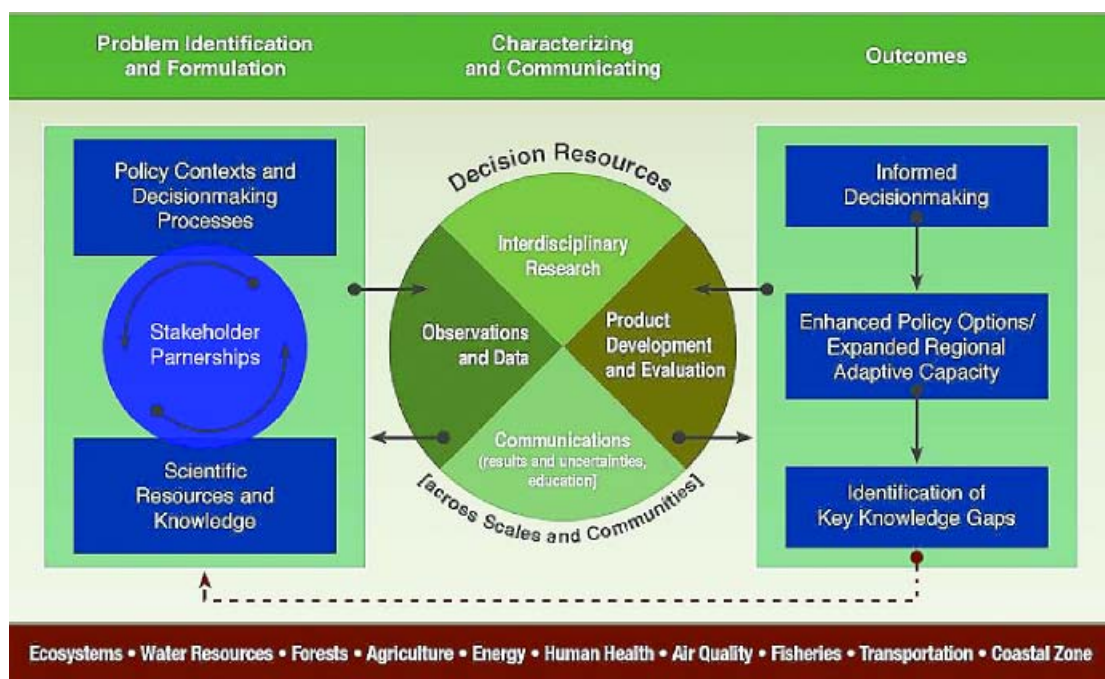 Problem Identification
and Formulation
Characterizing
and Communicating
Outcomes
Policy Contexts and
Decisionmaking
Processes
Stakeholder
Parnerships
Scientific
Resources and
Knowledge
Decision Resources
Interdisciplinary
Research
Observations
and Data
Product
Development
and Evaluation
Communications
(results and uncertainties,
education]
[across Scales and Communities]
Informed
Decisionmaking
Enhanced Policy Options/
Expanded Regional
Adaptive Capacity
Identification of
Key Knowledge Gaps
Ecosystems • Water Resources • Forests • Agriculture • Energy • Human Health • Air Quality • Fisheries • Transportation • Coastal Zone